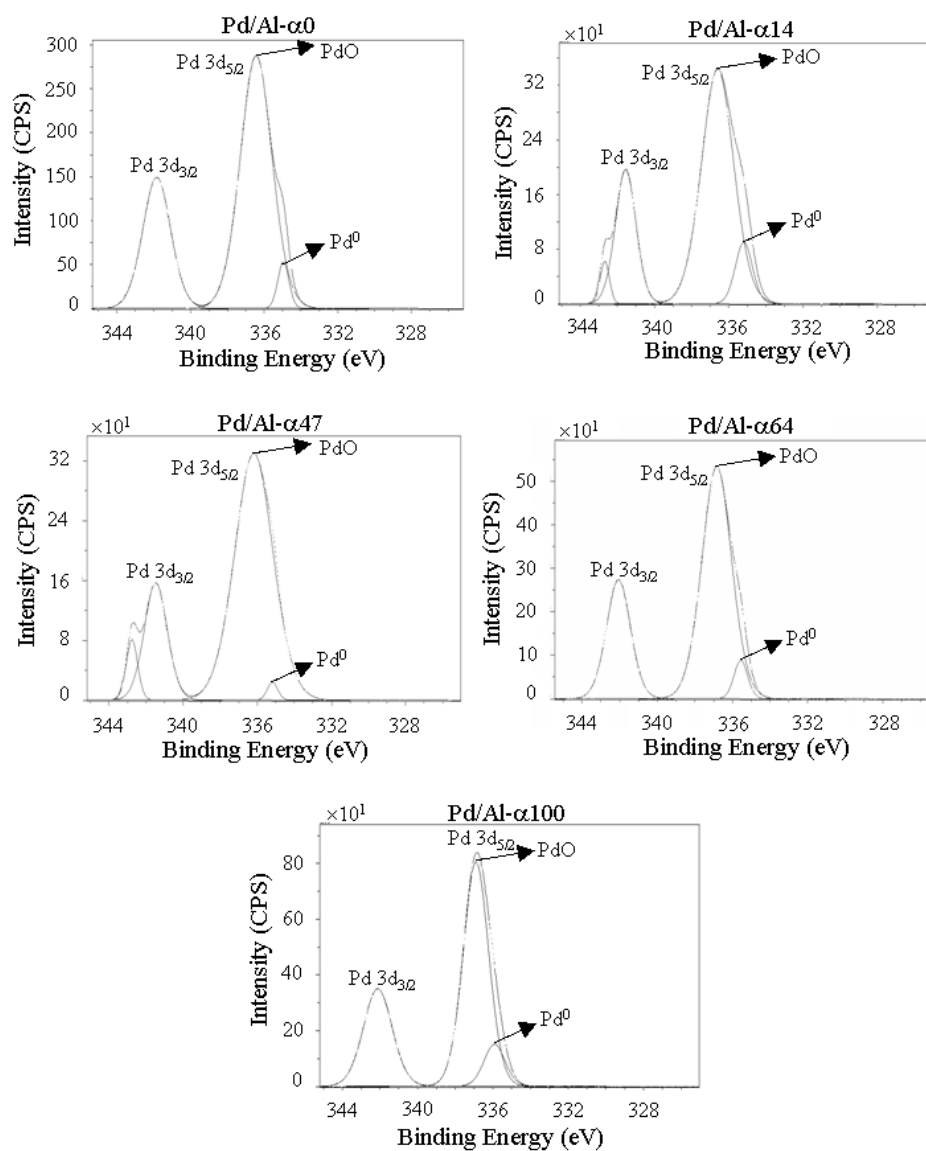 Pd/Al-α0
Intensity (CPS)
300
250
200
150
100
50
0
Pd 3d5/2
PdO
Pd 3d3/2
Pd⁰
344 340 336 332 328
Binding Energy (eV)
Pd/Al-α14
×10¹
Intensity (CPS)
32
24
16
8
0
Pd 3d5/2
PdO
Pd 3d3/2
Pd⁰
344 340 336 332 328
Binding Energy (eV)
Pd/Al-α47
×10¹
Intensity (CPS)
32
24
16
8
0
Pd 3d5/2
PdO
Pd 3d3/2
Pd⁰
344 340 336 332 328
Binding Energy (eV)
Pd/Al-α64
×10¹
Intensity (CPS)
50
40
30
20
10
0
Pd 3d5/2
PdO
Pd 3d3/2
Pd⁰
344 340 336 332 328
Binding Energy (eV)
Pd/Al-α100
×10¹
Intensity (CPS)
80
60
40
20
0
Pd 3d5/2
PdO
Pd 3d3/2
Pd⁰
344 340 336 332 328
Binding Energy (eV)